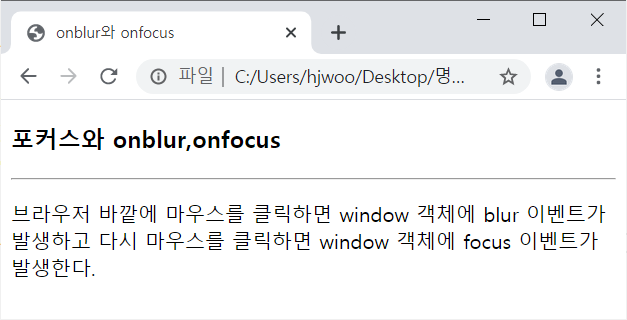 onblur와 onfocus
파일 | C:/Users/hjwoo/Desktop/명...
포커스와 onblur,onfocus
브라우저 바깥에 마우스를 클릭하면 window 객체에 blur 이벤트가
발생하고 다시 마우스를 클릭하면 window 객체에 focus 이벤트가
발생한다.